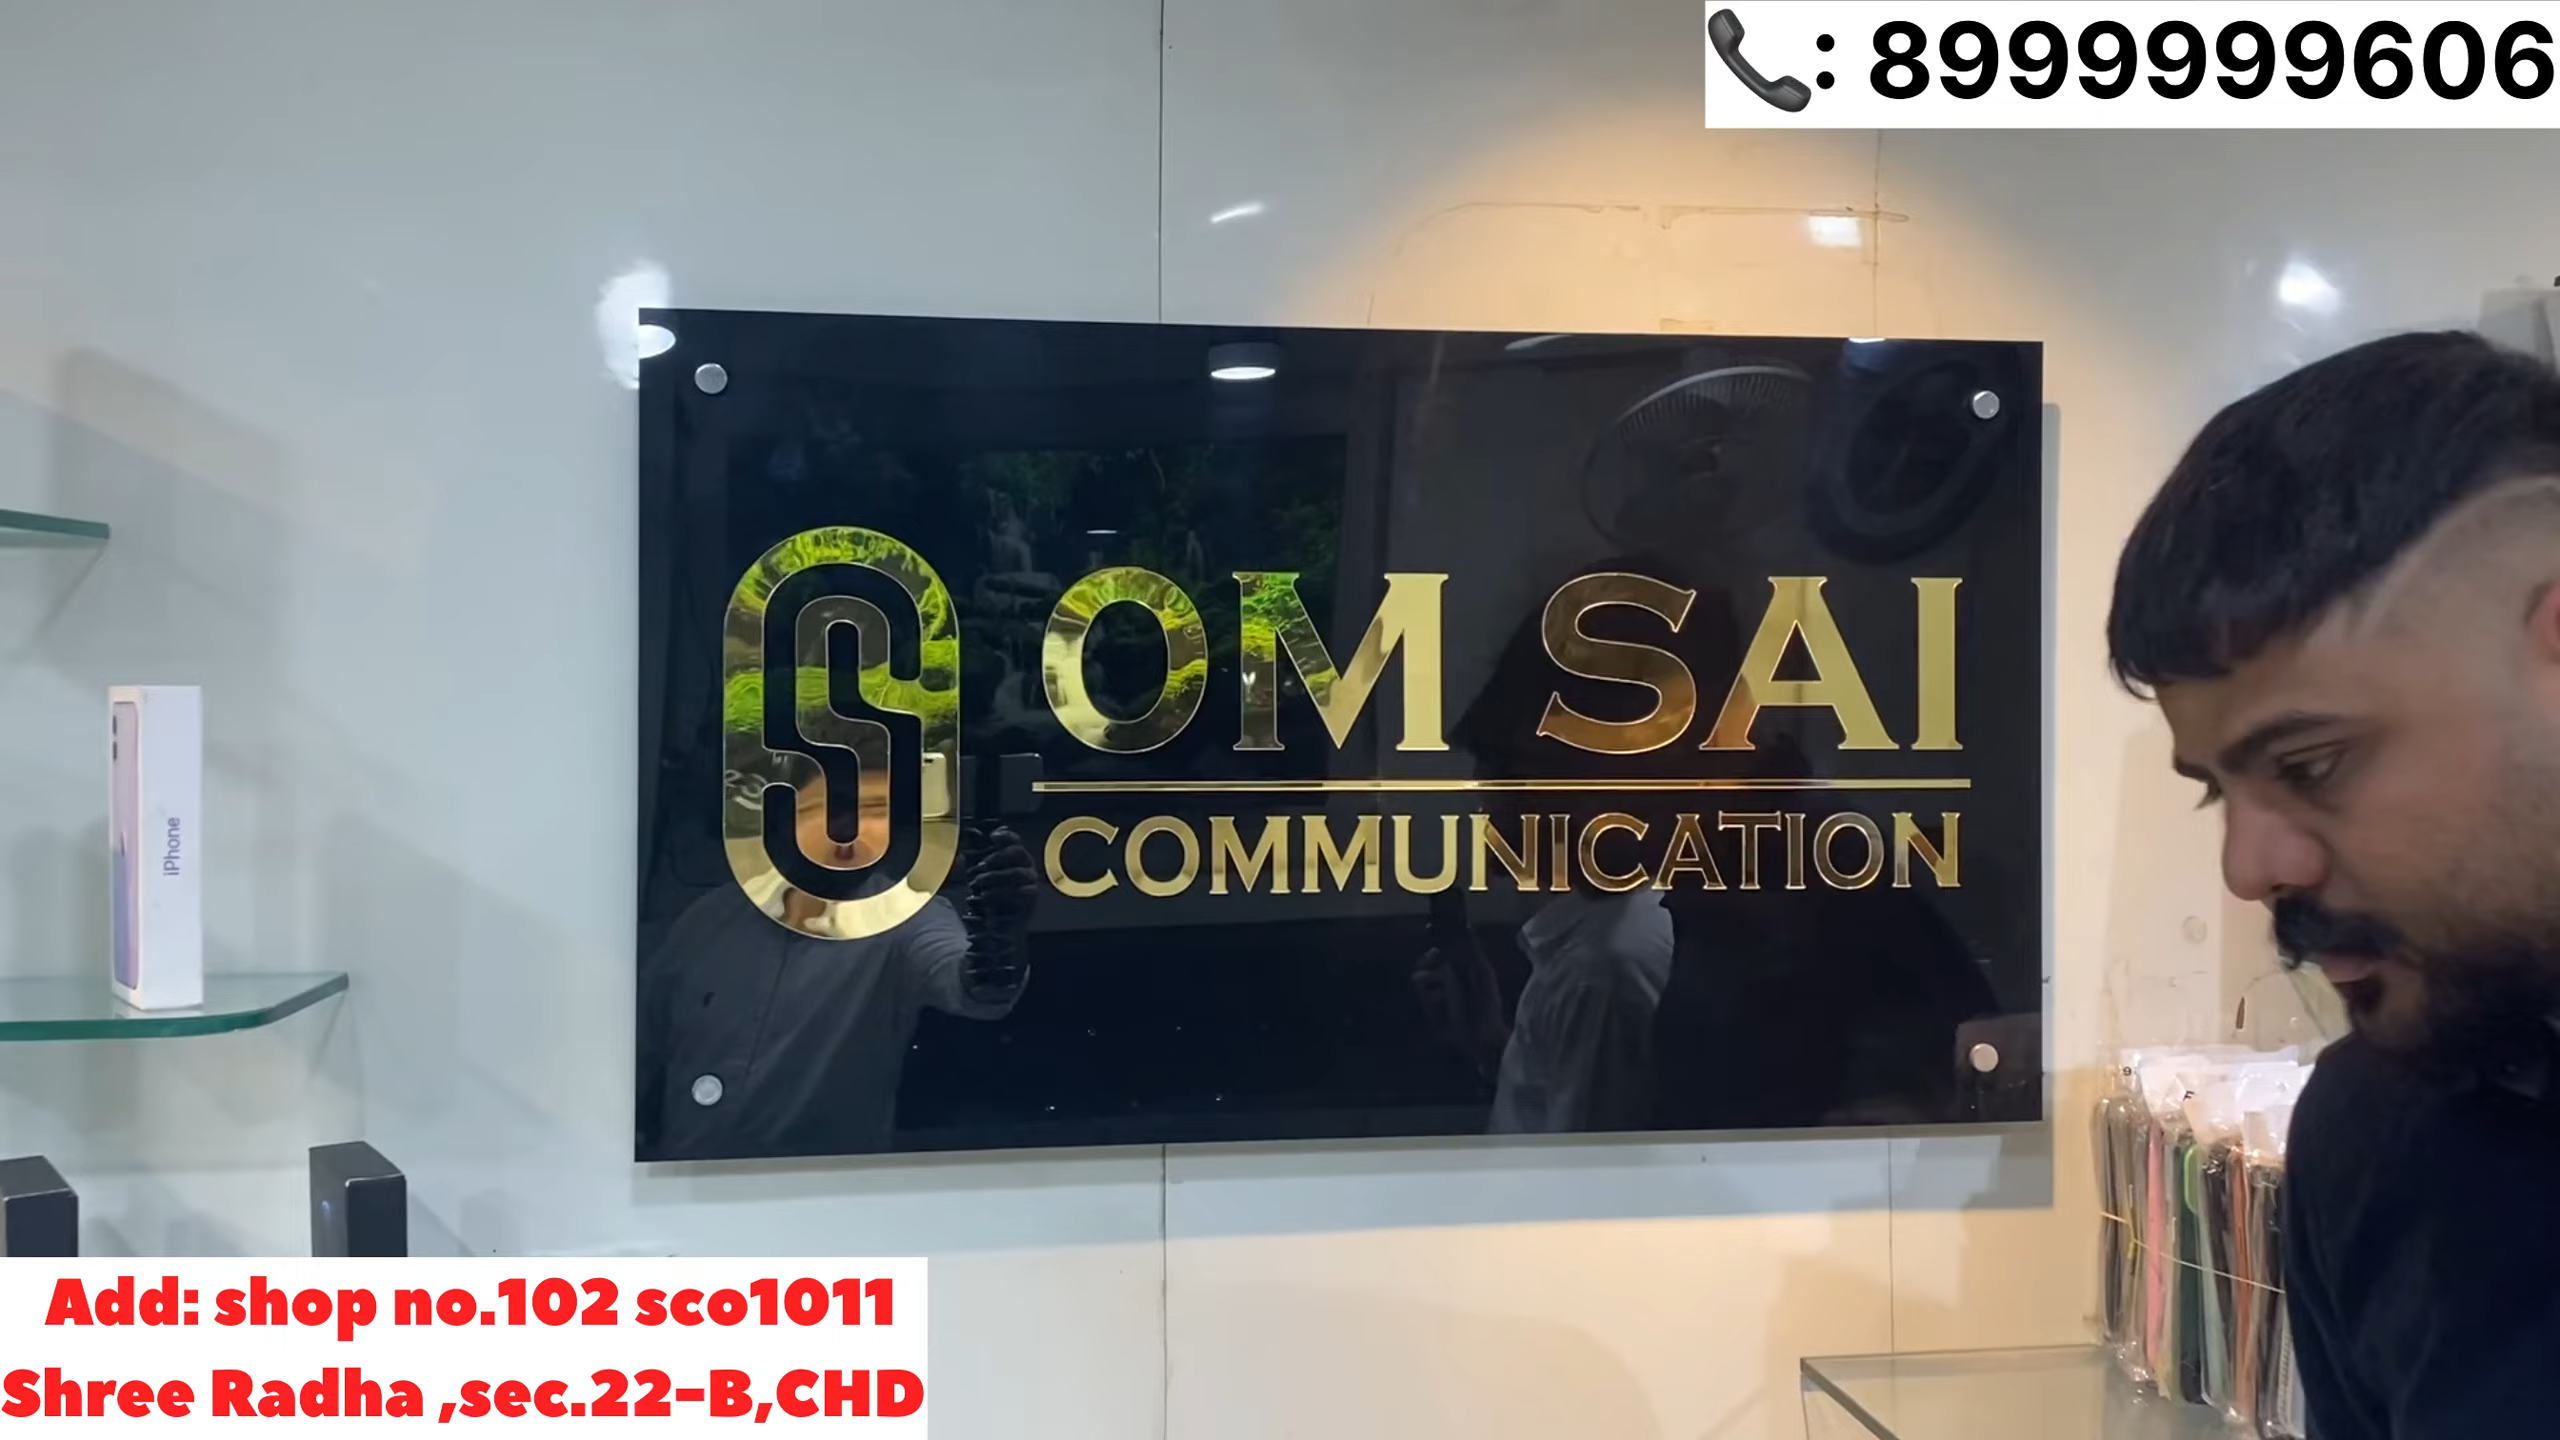 📞: 8999999606
OM SAI
COMMUNICATION
iPhone
Add: shop no.102 sco1011
Shree Radha ,sec.22-B,CHD